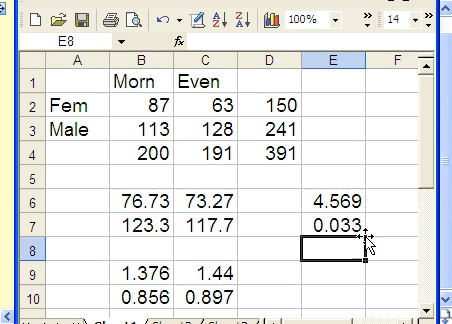 100% 14
E8 fx
A B C D E F
1 Morn Even
2 Fem 87 63 150
3 Male 113 128 241
4 200 191 391
5
6 76.73 73.27 4.569
7 123.3 117.7 0.033
8
9 1.376 1.44
10 0.856 0.897